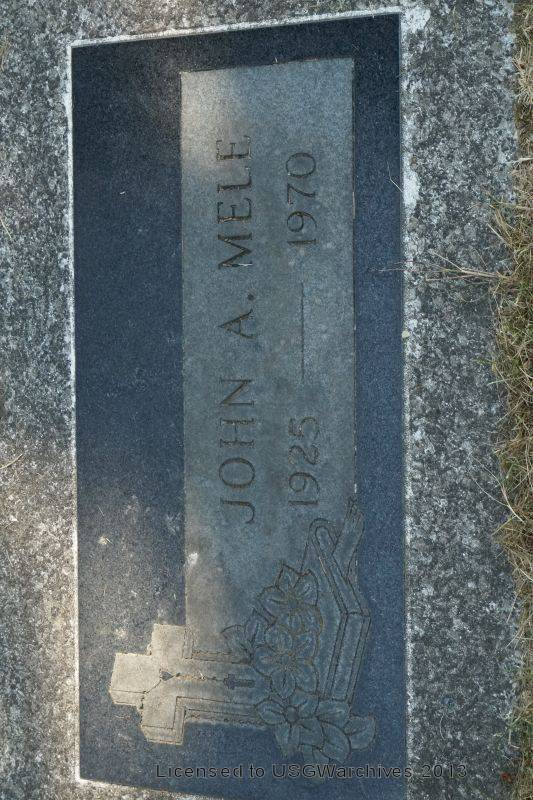 JOHN A. MELE
1925 — 1970
Licensed to USGWarchives 2013